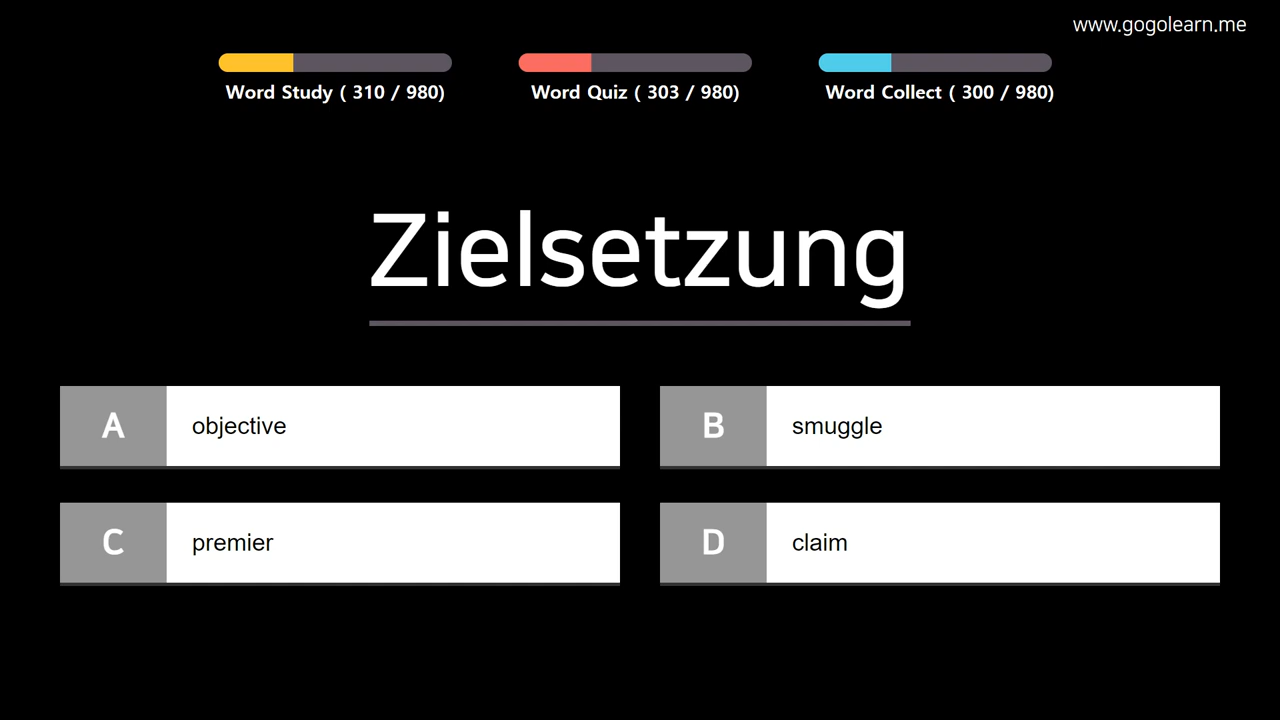 www.gogolearn.me
Word Study ( 310 / 980)
Word Quiz ( 303 / 980)
Word Collect ( 300 / 980)
Zielsetzung
A objective
B smuggle
C premier
D claim